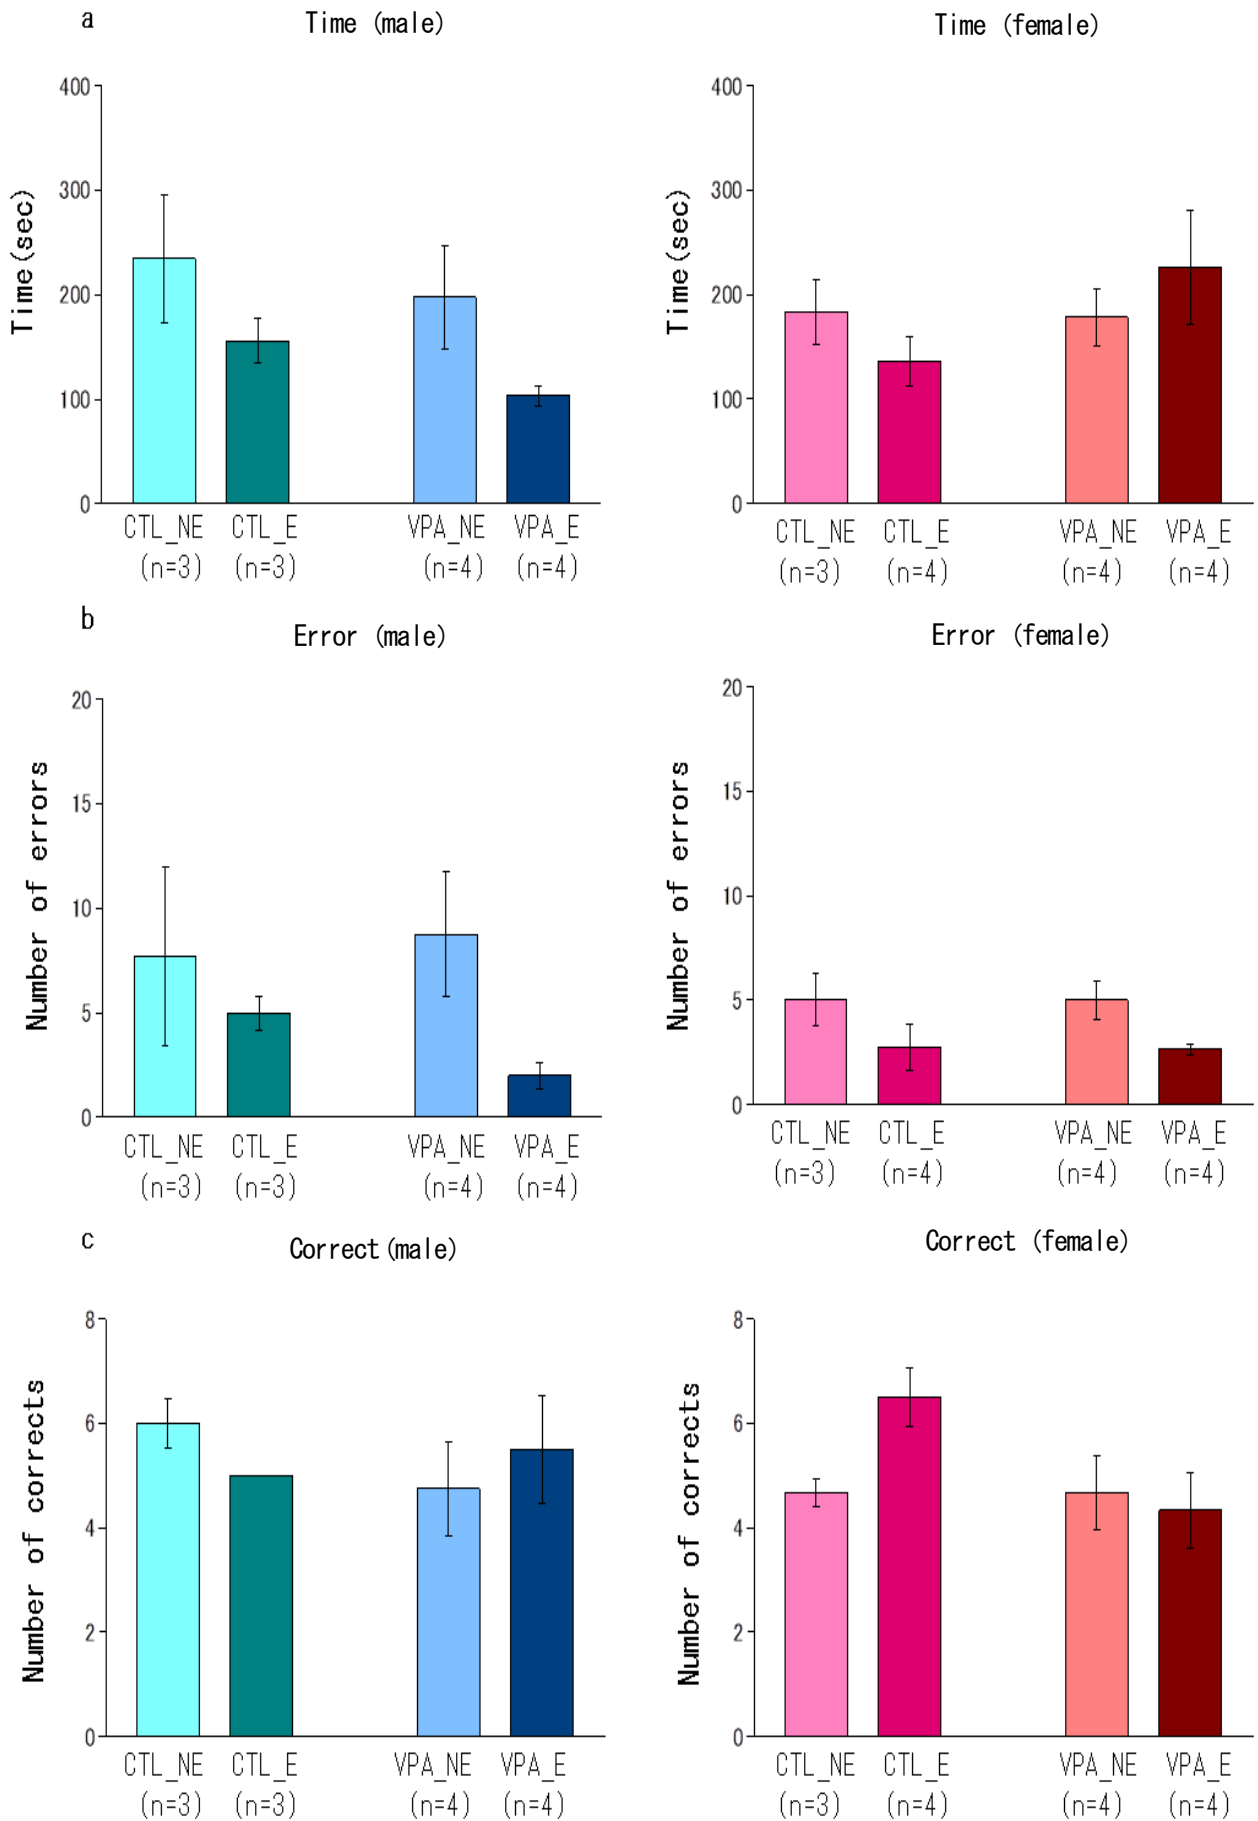 a
Time (male)
Time (female)
400
300
200
100
0
Time(sec)
CTL_NE CTL_E VPA_NE VPA_E
(n=3) (n=3) (n=4) (n=4)
400
300
200
100
0
Time(sec)
CTL_NE CTL_E VPA_NE VPA_E
(n=3) (n=4) (n=4) (n=4)
b
Error (male)
Error (female)
20
15
10
5
0
Number of errors
CTL_NE CTL_E VPA_NE VPA_E
(n=3) (n=3) (n=4) (n=4)
20
15
10
5
0
Number of errors
CTL_NE CTL_E VPA_NE VPA_E
(n=3) (n=4) (n=4) (n=4)
c
Correct(male)
Correct (female)
8
6
4
2
0
Number of corrects
CTL_NE CTL_E VPA_NE VPA_E
(n=3) (n=3) (n=4) (n=4)
8
6
4
2
0
Number of corrects
CTL_NE CTL_E VPA_NE VPA_E
(n=3) (n=4) (n=4) (n=4)